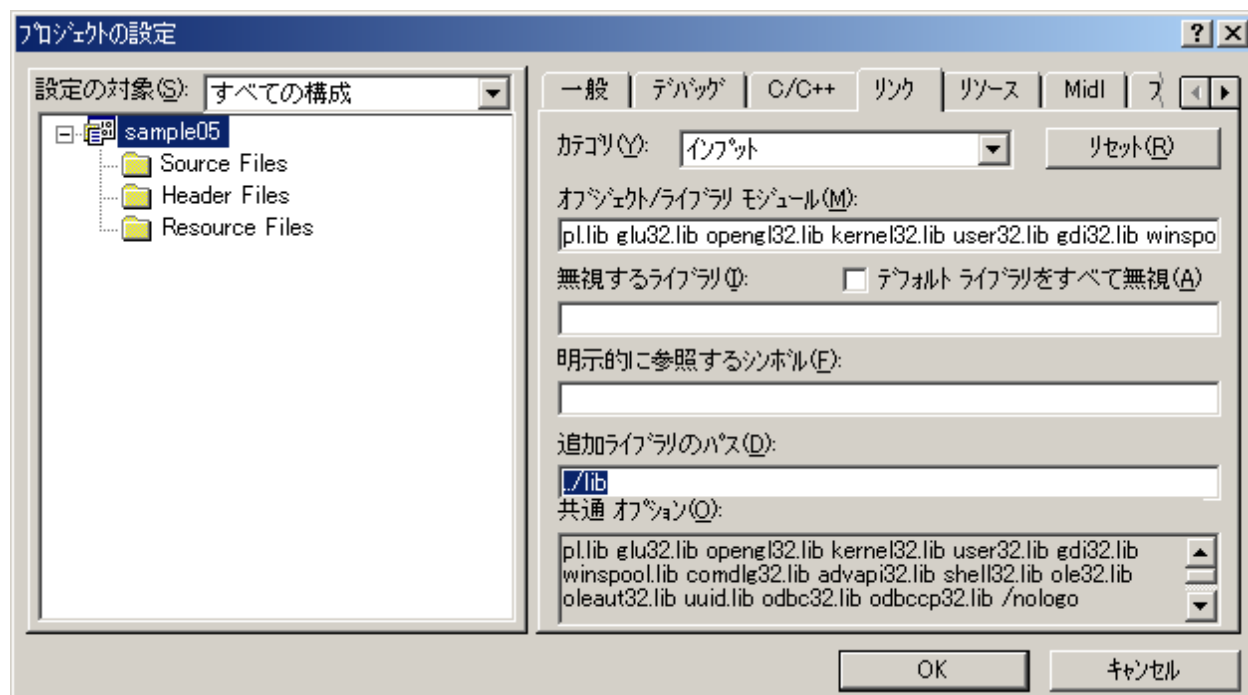 プロジェクトの設定
設定の対象(S): すべての構成
sample05
Source Files
Header Files
Resource Files
一般 デバッグ C/C++ リンク リソース Midl
カテゴリ(Y): インプット リセット(R)
オブジェクト/ライブラリ モジュール(M):
pl.lib glu32.lib opengl32.lib kernel32.lib user32.lib gdi32.lib winspo
無視するライブラリ(I): デフォルト ライブラリをすべて無視(A)
明示的に参照するシンボル(F):
追加ライブラリのパス(D):
../lib
共通 オプション(O):
pl.lib glu32.lib opengl32.lib kernel32.lib user32.lib gdi32.lib
winspool.lib comdlg32.lib advapi32.lib shell32.lib ole32.lib
oleaut32.lib uuid.lib odbc32.lib odbccp32.lib /nologo
OK キャンセル